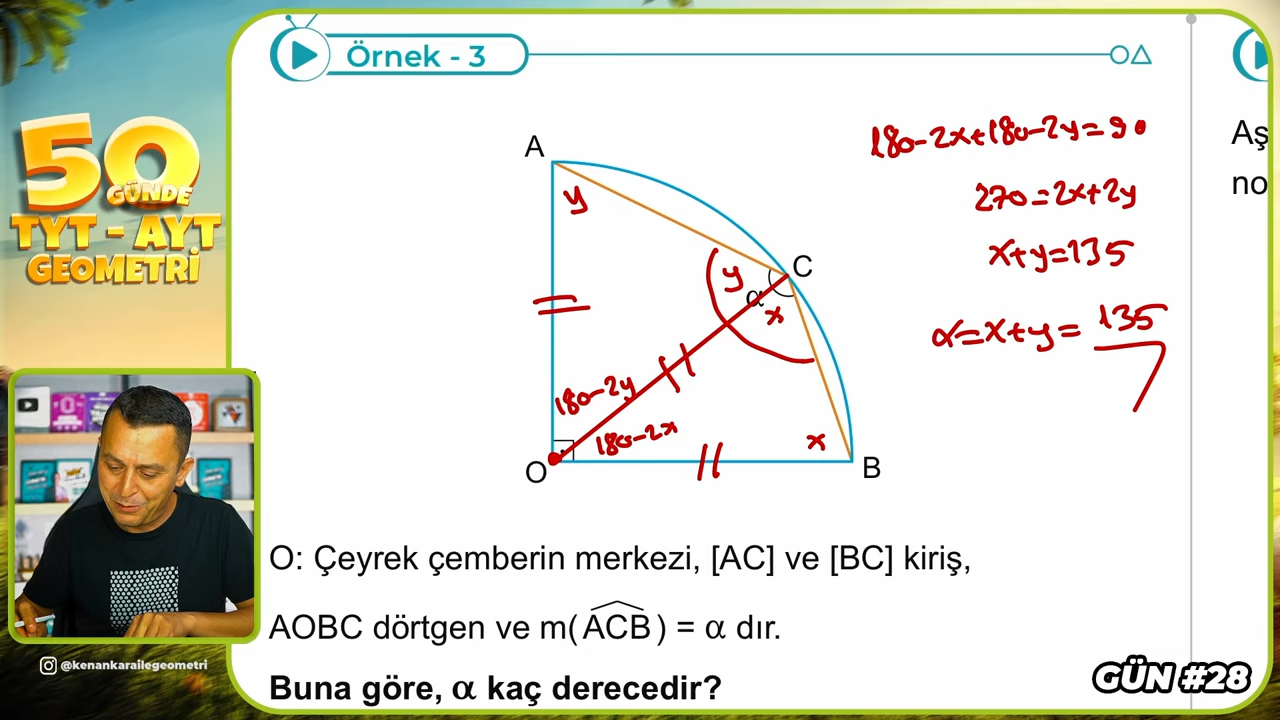 Örnek - 3
50
GÜNDE
TYT - AYT
GEOMETRİ
A
y
C
y
α
x
180-2y
180-2x
x
O
B
180-2x+180-2y=90
270=2x+2y
x+y=135
α=x+y=135
O: Çeyrek çemberin merkezi, [AC] ve [BC] kiriş,
AOBC dörtgen ve m(ACB) = α dır.
Buna göre, α kaç derecedir?
Aş
no
@kenankarailegeometri
GÜN #28